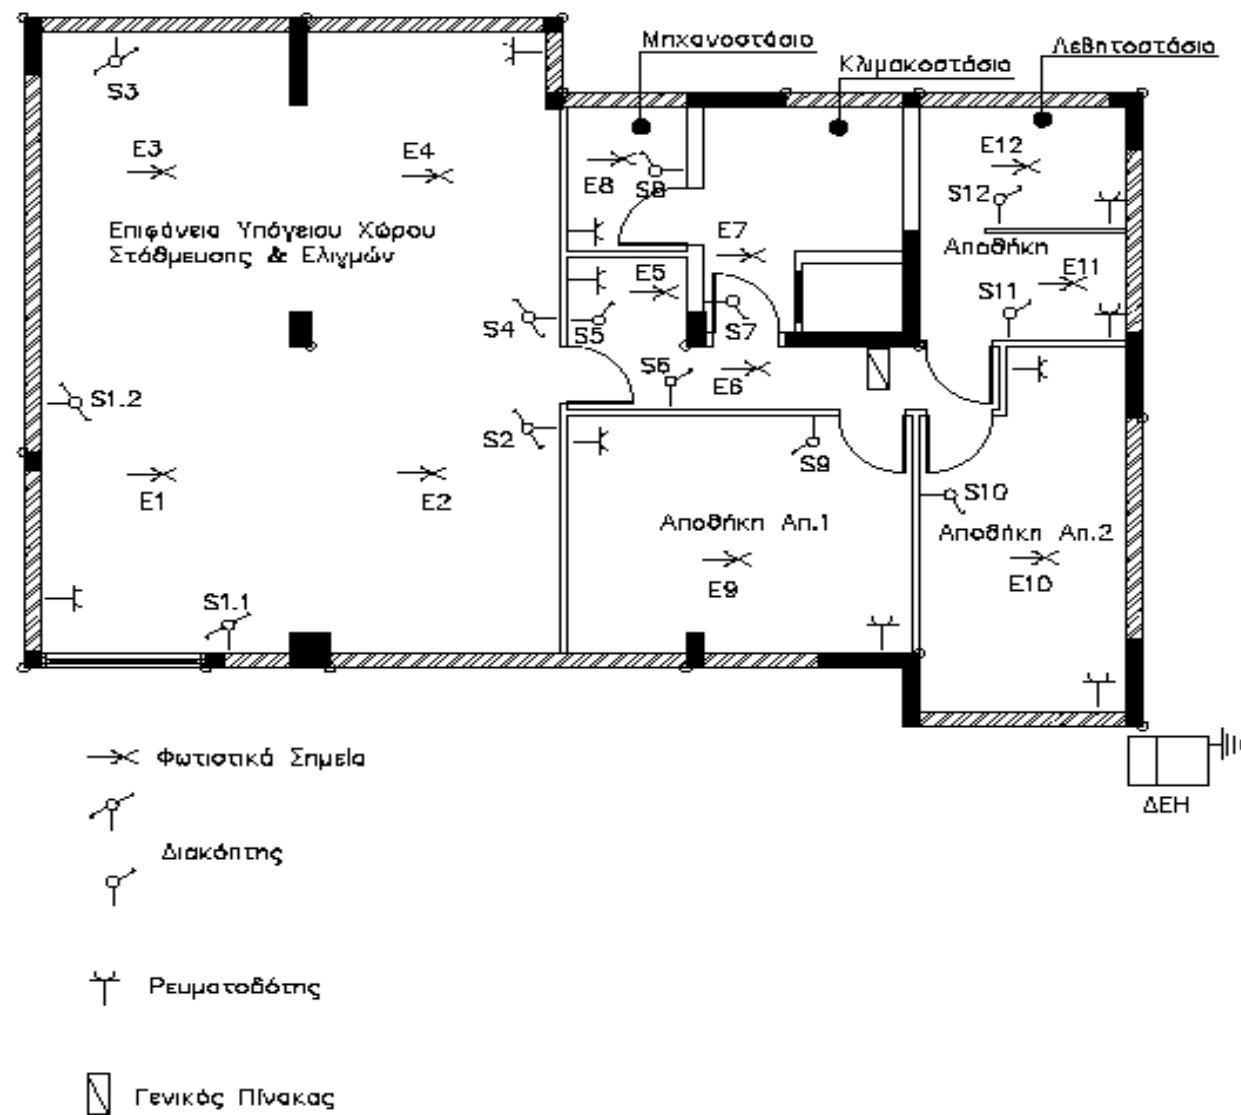 Μηχανοστάσιο
Κλιμακοστάσιο
Λεβητοστάσιο
S3
E3
E4
E8
S8
E7
E12
S12
Επιφάνεια Υπόγειου Χώρου
Στάθμευσης & Ελιγμών
Αποθήκη
E5
E11
S4
S5
S7
S11
S6
E6
S1.2
S2
S9
E1
E2
S10
Αποθήκη Απ.1
Αποθήκη Απ.2
E9
E10
S1.1
Φωτιστικά Σημεία
ΔΕΗ
Διακόπτης
Ρευματοδότης
Γενικός Πίνακας